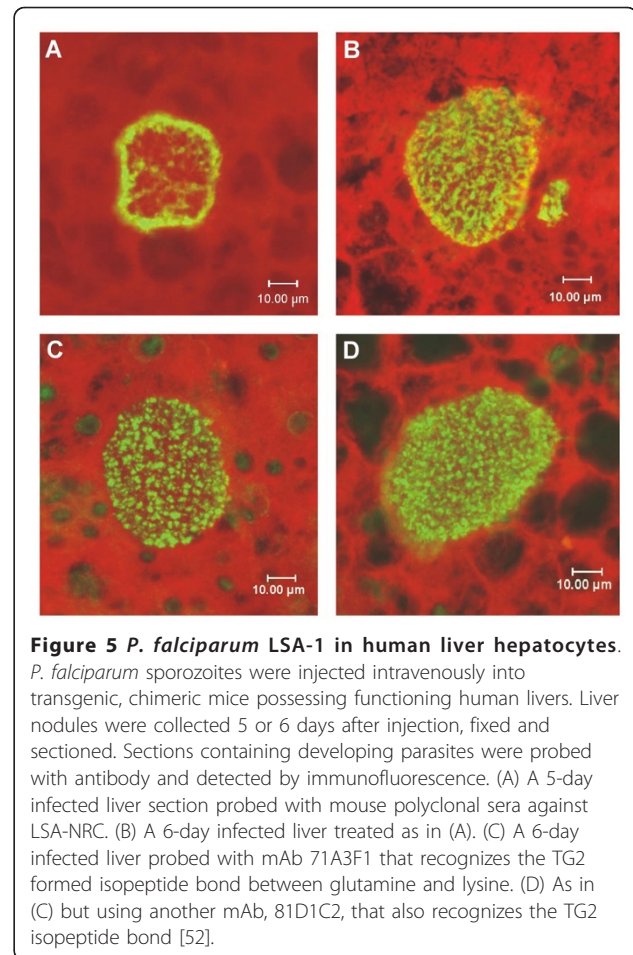 A
B
10.00 µm
10.00 µm
C
D
10.00 µm
10.00 µm
Figure 5 P. falciparum LSA-1 in human liver hepatocytes.
P. falciparum sporozoites were injected intravenously into
transgenic, chimeric mice possessing functioning human livers. Liver
nodules were collected 5 or 6 days after injection, fixed and
sectioned. Sections containing developing parasites were probed
with antibody and detected by immunofluorescence. (A) A 5-day
infected liver section probed with mouse polyclonal sera against
LSA-NRC. (B) A 6-day infected liver treated as in (A). (C) A 6-day
infected liver probed with mAb 71A3F1 that recognizes the TG2
formed isopeptide bond between glutamine and lysine. (D) As in
(C) but using another mAb, 81D1C2, that also recognizes the TG2
isopeptide bond [52].